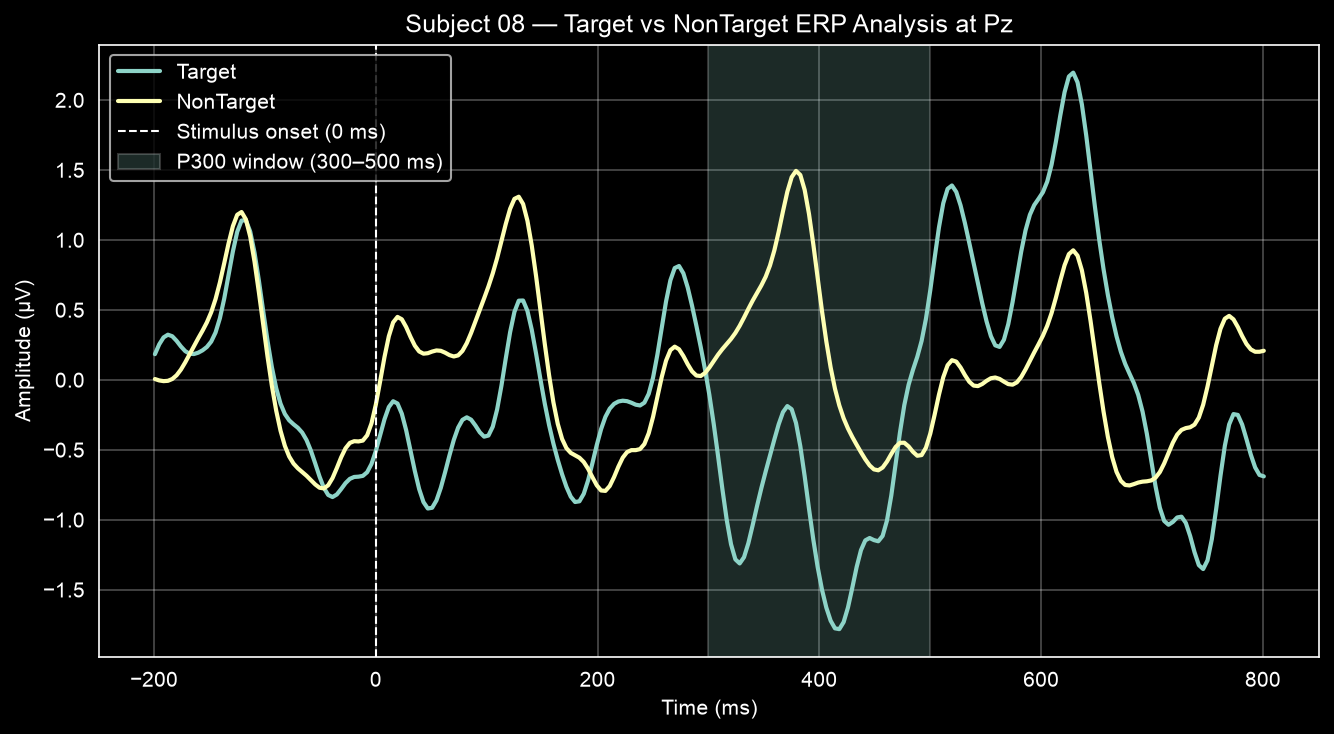 Subject 08 — Target vs NonTarget ERP Analysis at Pz
Target
NonTarget
Stimulus onset (0 ms)
P300 window (300–500 ms)
Amplitude (μV)
2.0
1.5
1.0
0.5
0.0
−0.5
−1.0
−1.5
−200
0
200
400
600
800
Time (ms)